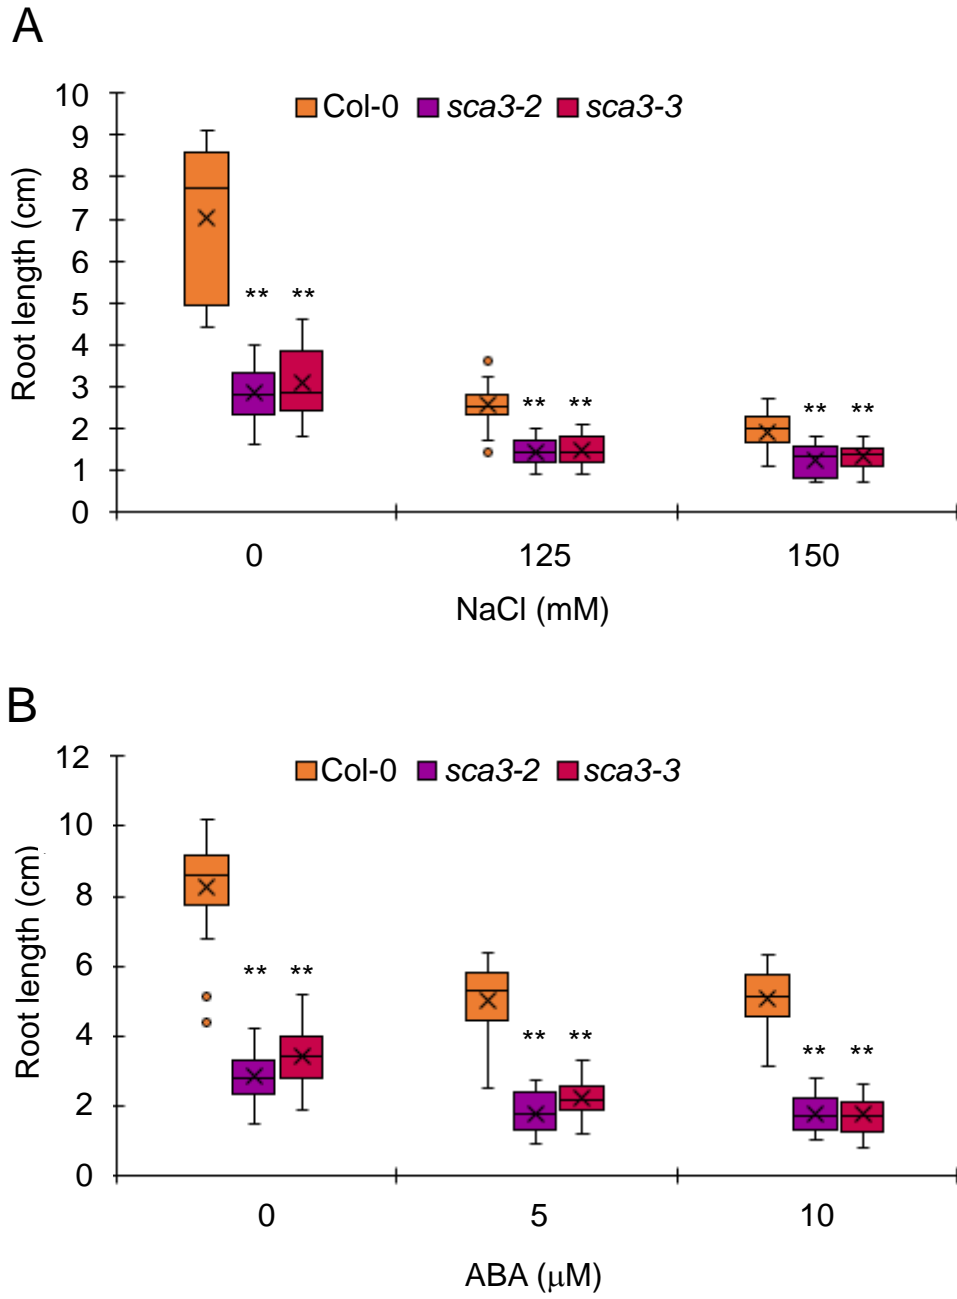 A
Col-0 sca3-2 sca3-3
10
9
8
7
6
5
4
3
2
1
0
Root length (cm)
** **
** **
** **
0 125 150
NaCl (mM)
B
Col-0 sca3-2 sca3-3
12
10
8
6
4
2
0
Root length (cm)
** **
** **
** **
0 5 10
ABA (μM)